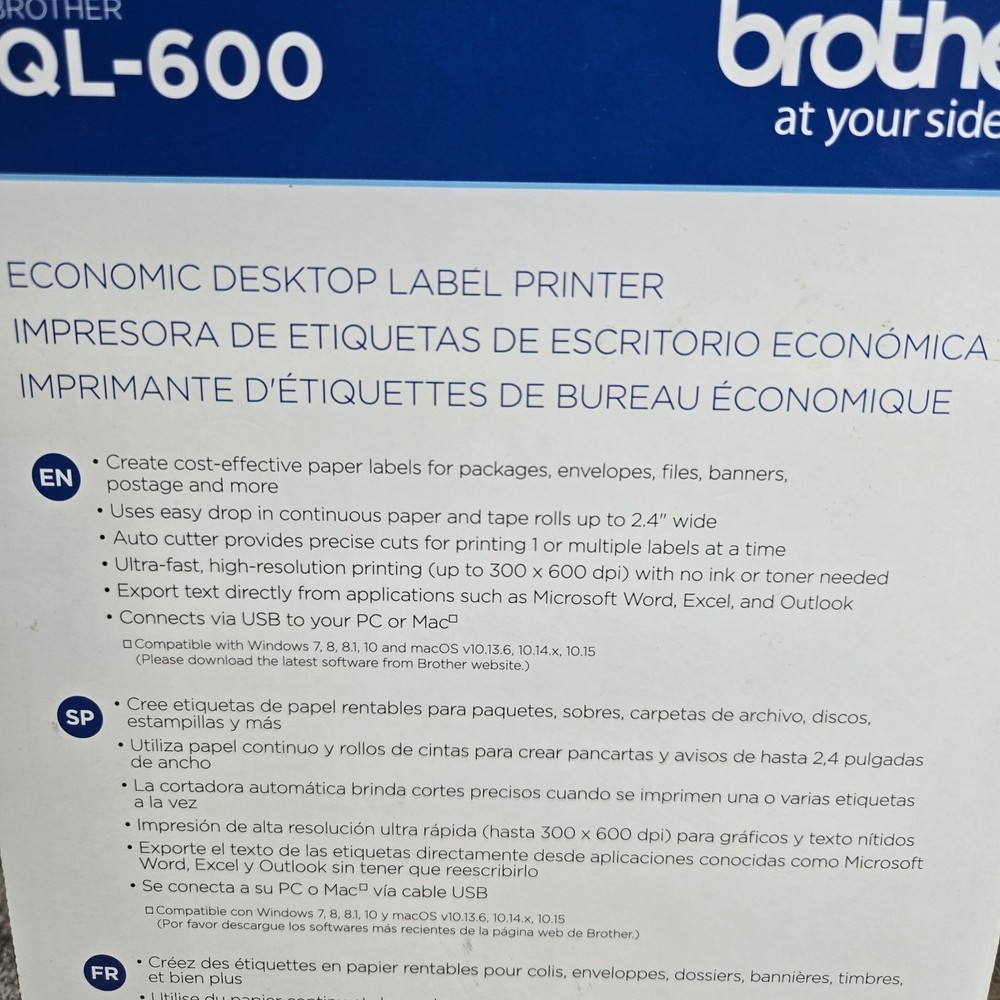 BROTHER
QL-600
brothe
at your side
ECONOMIC DESKTOP LABEL PRINTER
IMPRESORA DE ETIQUETAS DE ESCRITORIO ECONÓMICA
IMPRIMANTE D'ÉTIQUETTES DE BUREAU ÉCONOMIQUE
EN
• Create cost-effective paper labels for packages, envelopes, files, banners,
postage and more
• Uses easy drop in continuous paper and tape rolls up to 2.4" wide
• Auto cutter provides precise cuts for printing 1 or multiple labels at a time
• Ultra-fast, high-resolution printing (up to 300 x 600 dpi) with no ink or toner needed
• Export text directly from applications such as Microsoft Word, Excel, and Outlook
• Connects via USB to your PC or Mac□
□ Compatible with Windows 7, 8, 8.1, 10 and macOS v10.13.6, 10.14.x, 10.15
(Please download the latest software from Brother website.)
SP
• Cree etiquetas de papel rentables para paquetes, sobres, carpetas de archivo, discos,
estampillas y más
• Utiliza papel continuo y rollos de cintas para crear pancartas y avisos de hasta 2,4 pulgadas
de ancho
• La cortadora automática brinda cortes precisos cuando se imprimen una o varias etiquetas
a la vez
• Impresión de alta resolución ultra rápida (hasta 300 x 600 dpi) para gráficos y texto nítidos
• Exporte el texto de las etiquetas directamente desde aplicaciones conocidas como Microsoft
Word, Excel y Outlook sin tener que reescribirlo
• Se conecta a su PC o Mac□ vía cable USB
□ Compatible con Windows 7, 8, 8.1, 10 y macOS v10.13.6, 10.14.x, 10.15
(Por favor descargue los softwares más recientes de la página web de Brother.)
FR
• Créez des étiquettes en papier rentables pour colis, enveloppes, dossiers, bannières, timbres,
et bien plus
• Utilise du papier